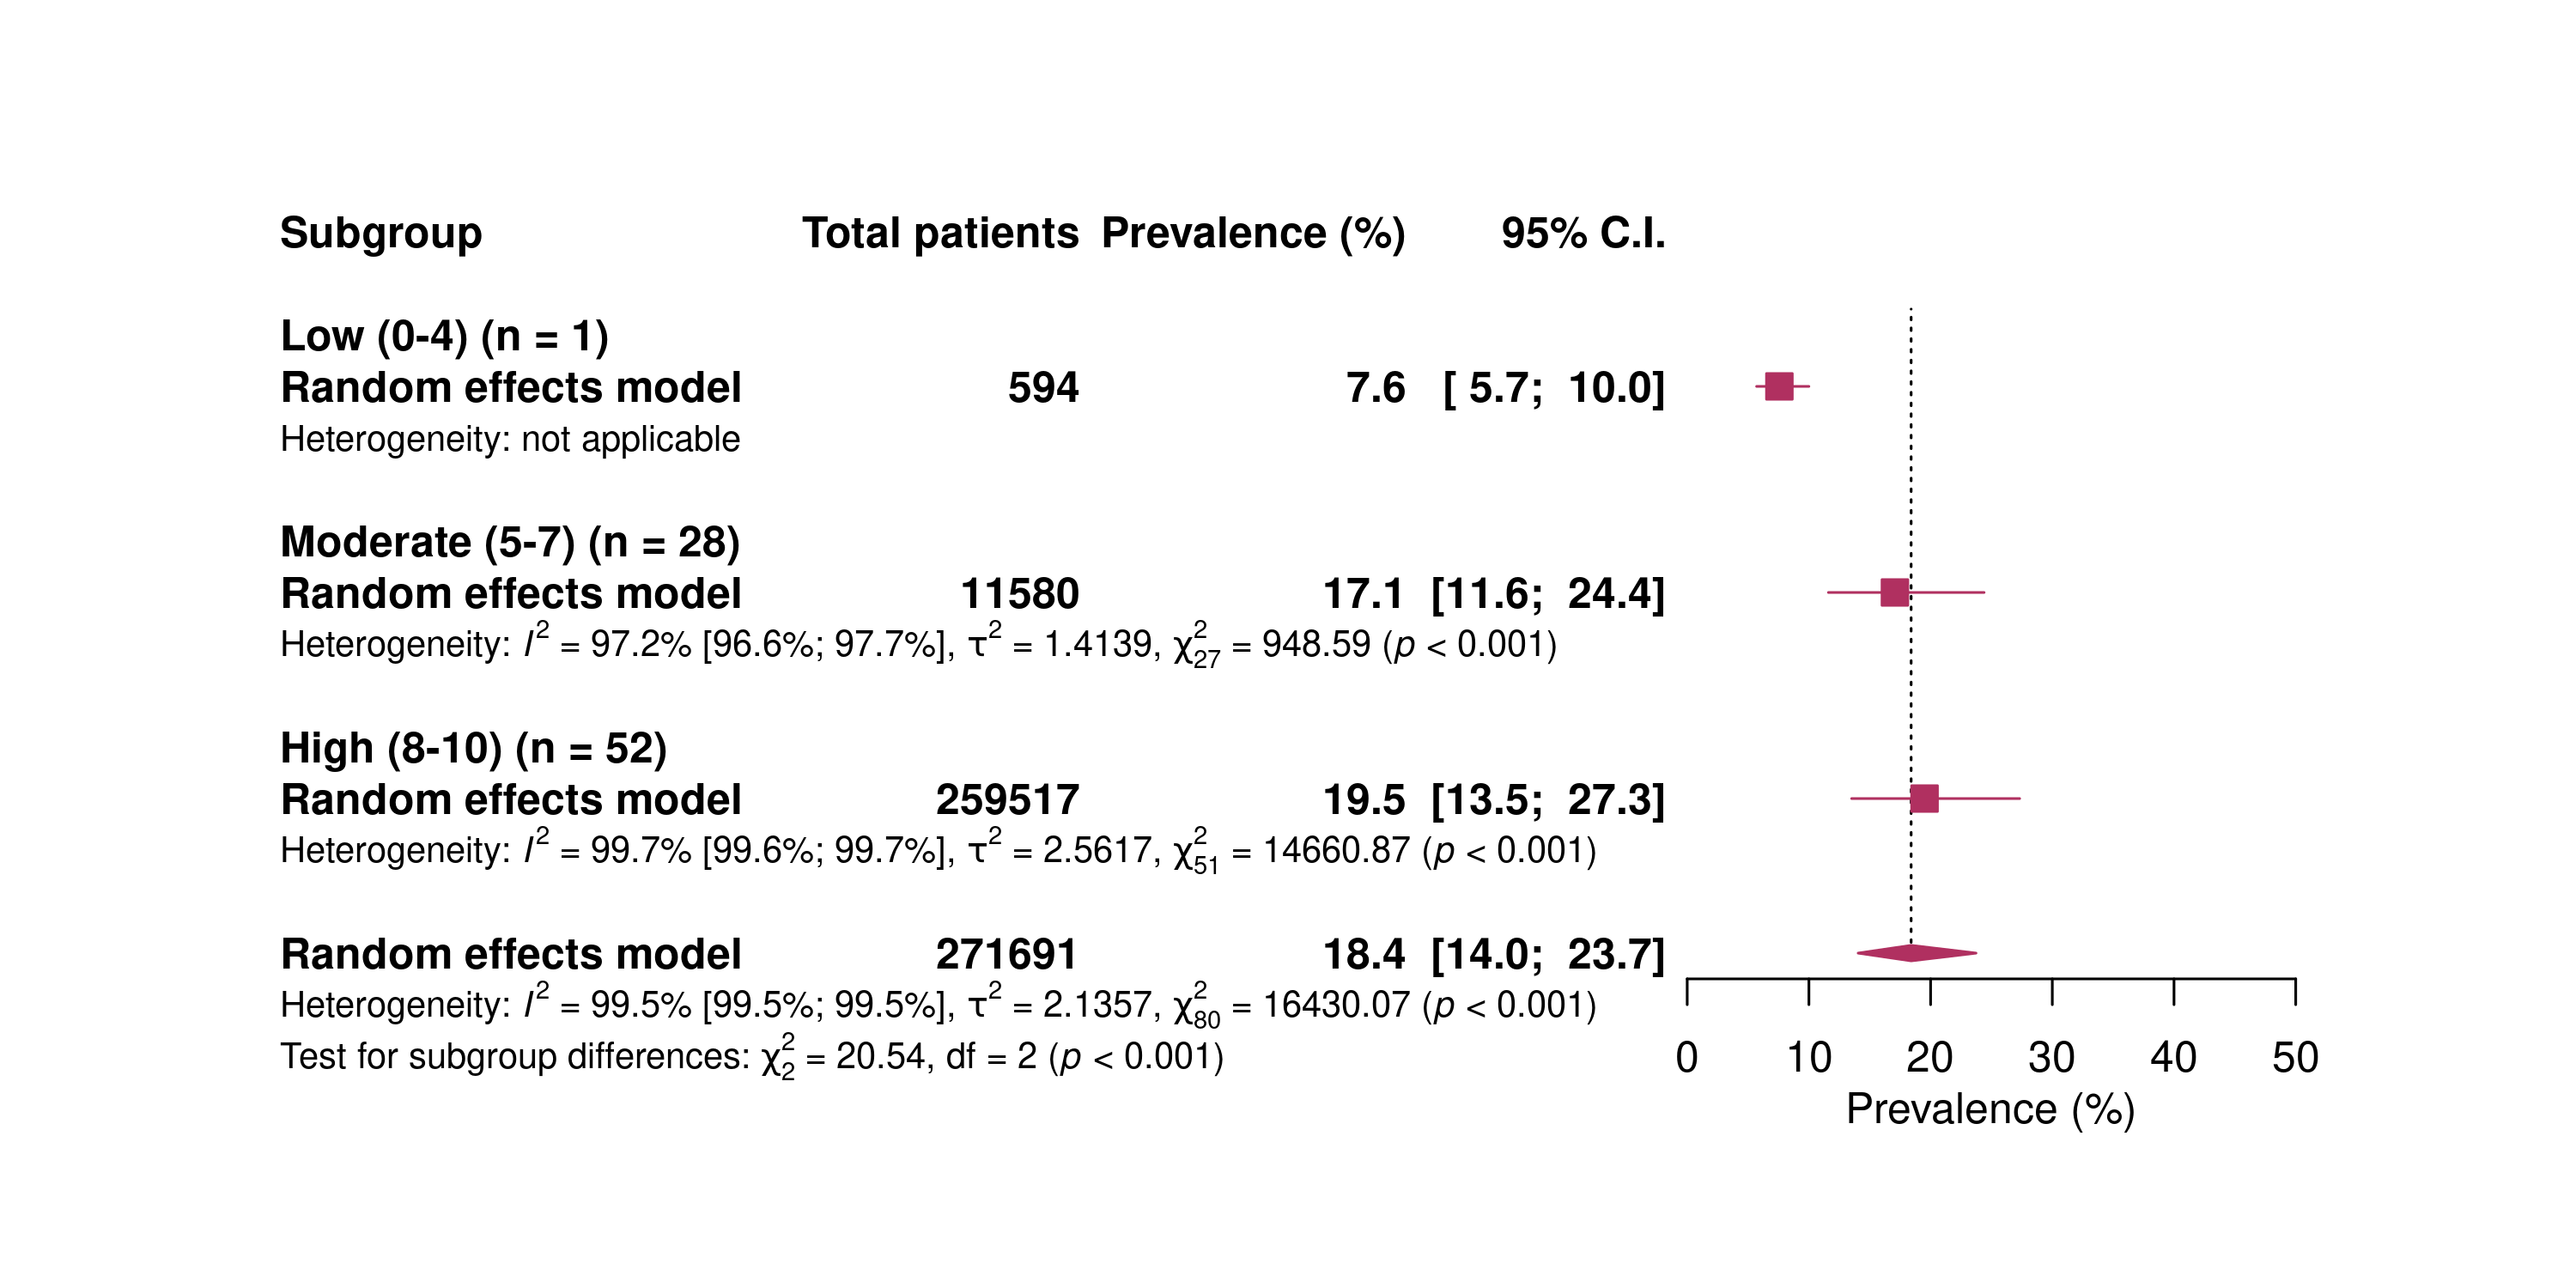 Subgroup Total patients Prevalence (%) 95% C.I.
Low (0-4) (n = 1)
Random effects model 594 7.6 [ 5.7; 10.0]
Heterogeneity: not applicable
Moderate (5-7) (n = 28)
Random effects model 11580 17.1 [11.6; 24.4]
Heterogeneity: I² = 97.2% [96.6%; 97.7%], τ² = 1.4139, χ²₂₇ = 948.59 (p < 0.001)
High (8-10) (n = 52)
Random effects model 259517 19.5 [13.5; 27.3]
Heterogeneity: I² = 99.7% [99.6%; 99.7%], τ² = 2.5617, χ²₅₁ = 14660.87 (p < 0.001)
Random effects model 271691 18.4 [14.0; 23.7]
Heterogeneity: I² = 99.5% [99.5%; 99.5%], τ² = 2.1357, χ²₈₀ = 16430.07 (p < 0.001)
Test for subgroup differences: χ²₂ = 20.54, df = 2 (p < 0.001)
0 10 20 30 40 50
Prevalence (%)